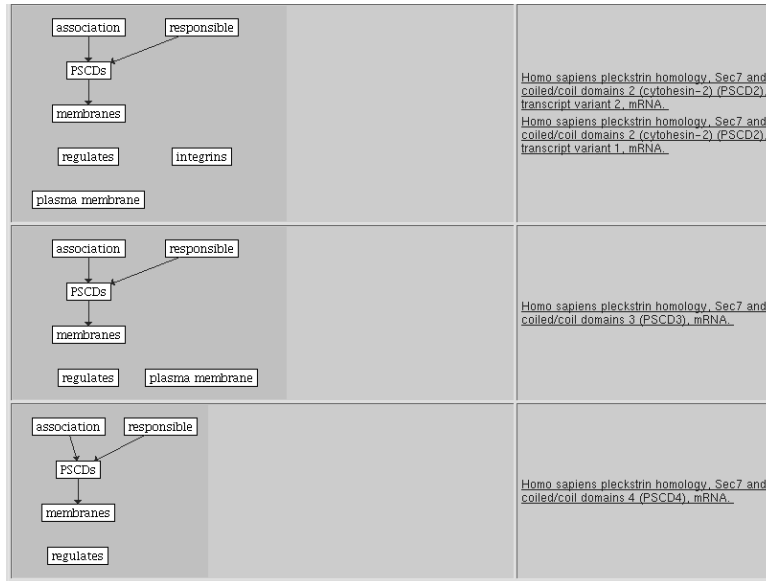 association responsible
PSCDs
membranes
regulates integrins
plasma membrane
Homo sapiens pleckstrin homology, Sec7 and
coiled/coil domains 2 (cytohesin-2) (PSCD2),
transcript variant 2, mRNA.
Homo sapiens pleckstrin homology, Sec7 and
coiled/coil domains 2 (cytohesin-2) (PSCD2),
transcript variant 1, mRNA.
association responsible
PSCDs
membranes
regulates plasma membrane
Homo sapiens pleckstrin homology, Sec7 and
coiled/coil domains 3 (PSCD3), mRNA.
association responsible
PSCDs
membranes
regulates
Homo sapiens pleckstrin homology, Sec7 and
coiled/coil domains 4 (PSCD4), mRNA.